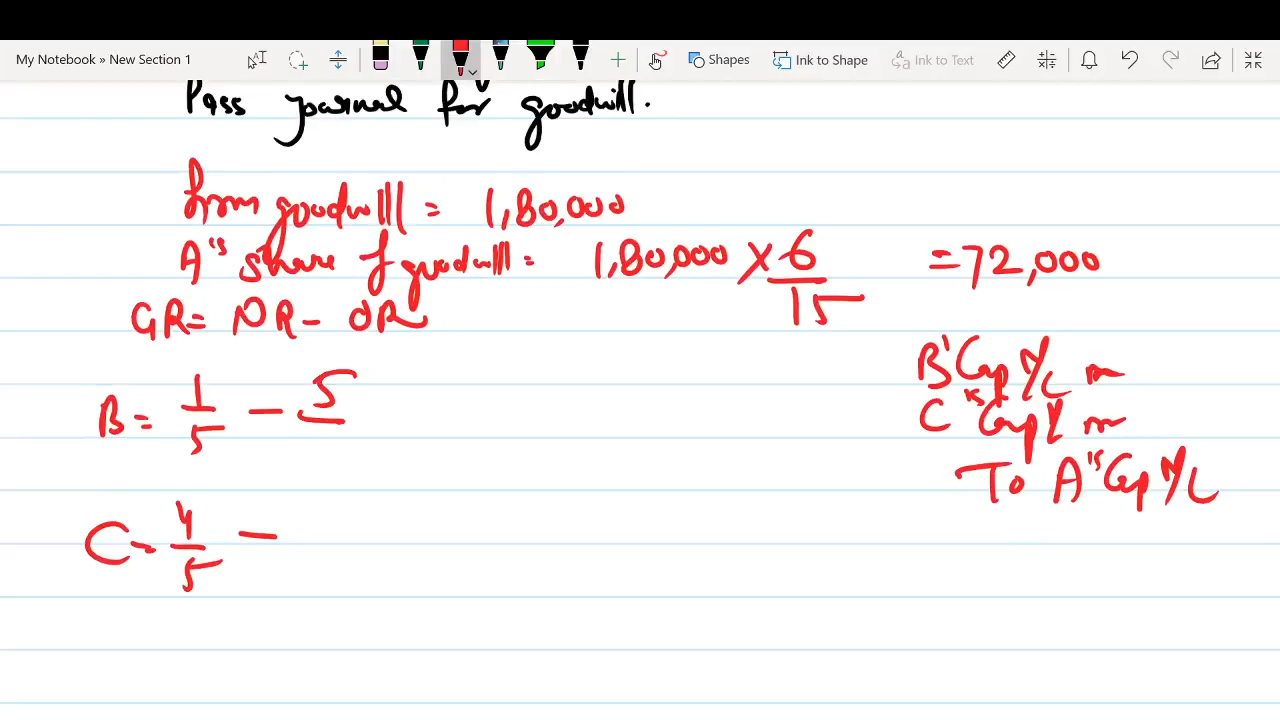 My Notebook » New Section 1
Shapes
Ink to Shape
Ink to Text
Pass journal for goodwill.
firm goodwill = 1,80,000
A's share of goodwill = 1,80,000 × 6/15 = 72,000
GR = NR - OR
B = 1/5 - 5
C = 4/5 -
B' Cap A/c
C's Cap
To A's Cap A/c